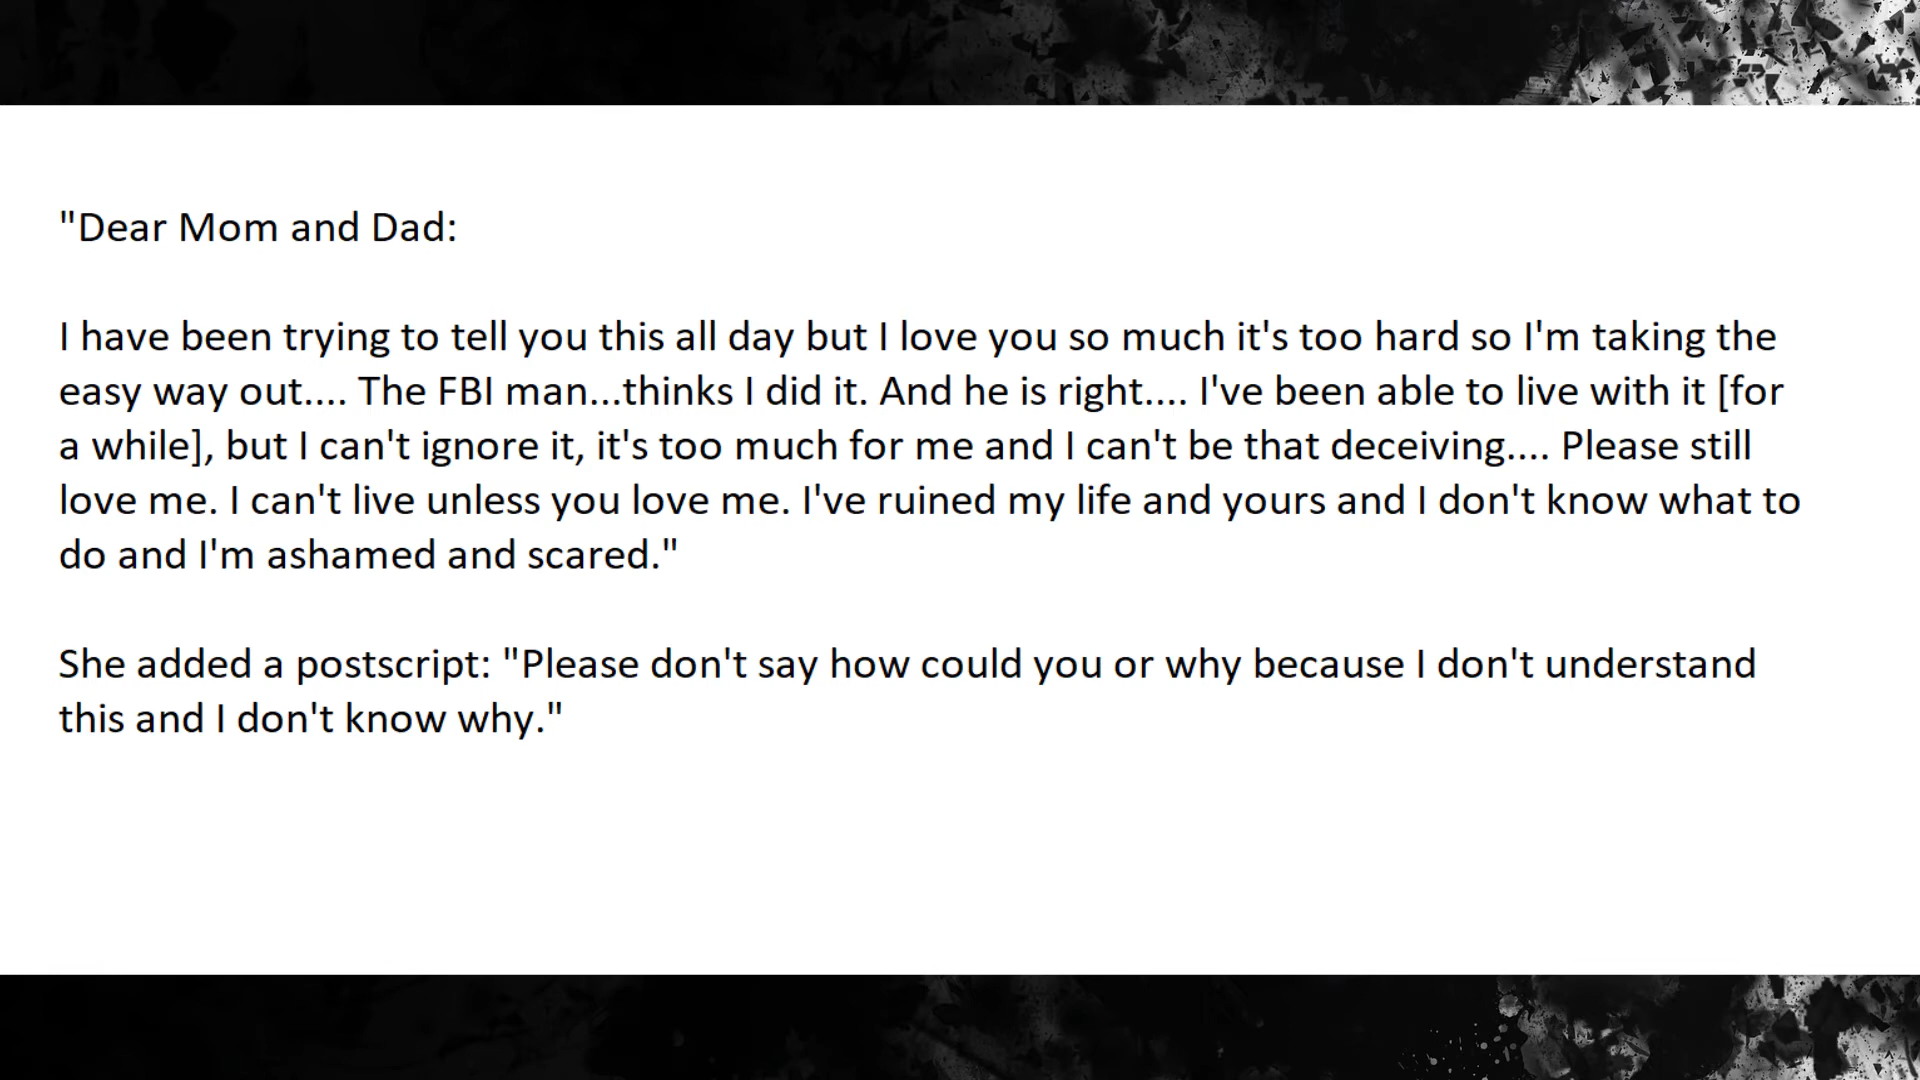 "Dear Mom and Dad:
I have been trying to tell you this all day but I love you so much it's too hard so I'm taking the
easy way out.... The FBI man...thinks I did it. And he is right.... I've been able to live with it [for
a while], but I can't ignore it, it's too much for me and I can't be that deceiving.... Please still
love me. I can't live unless you love me. I've ruined my life and yours and I don't know what to
do and I'm ashamed and scared."
She added a postscript: "Please don't say how could you or why because I don't understand
this and I don't know why."